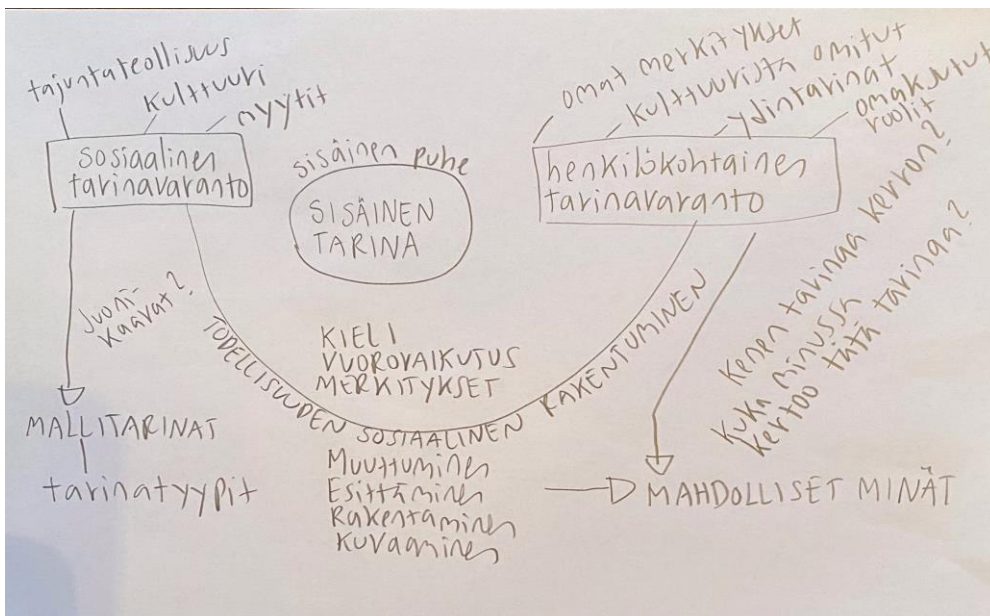 tajuntateollisuus
kulttuuri
myytit
sosiaalinen
tarinavaranto
sisäinen puhe
SISÄINEN
TARINA
omat merkitykset
kulttuurista omitut
ydintarinat
omaksutut
roolit
henkilökohtainen
tarinavaranto
Juoni-
kaavat?
TODELLISUUDEN SOSIAALINEN RAKENTUMINEN
KIELI
VUOROVAIKUTUS
MERKITYKSET
Kenen tarinaa kerron?
Kuka minussa
kertoo tätä tarinaa?
MALLITARINAT
tarinatyypit
Muuttuminen
Esittäminen
Rakentaminen
Kuvaaminen
MAHDOLLISET MINÄT